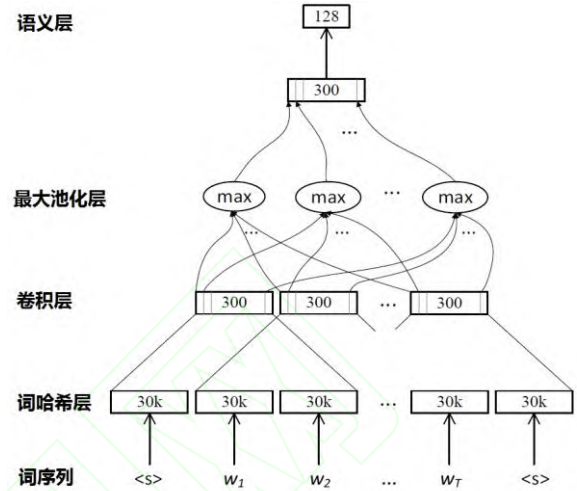 语义层 128
300
...
最大池化层 max max ... max
... ... ...
卷积层 300 300 ... 300
词哈希层 30k 30k 30k ... 30k 30k
词序列 <s> w1 w2 ... wT <s>